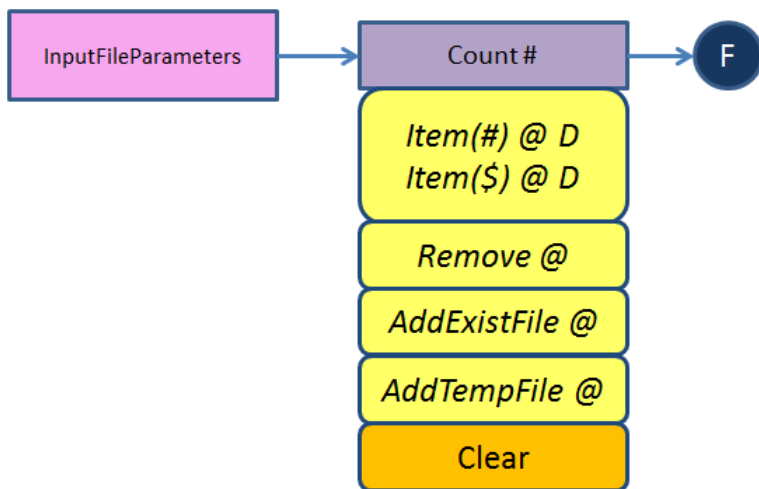 InputFileParameters
Count #
F
Item(#) @ D
Item($) @ D
Remove @
AddExistFile @
AddTempFile @
Clear